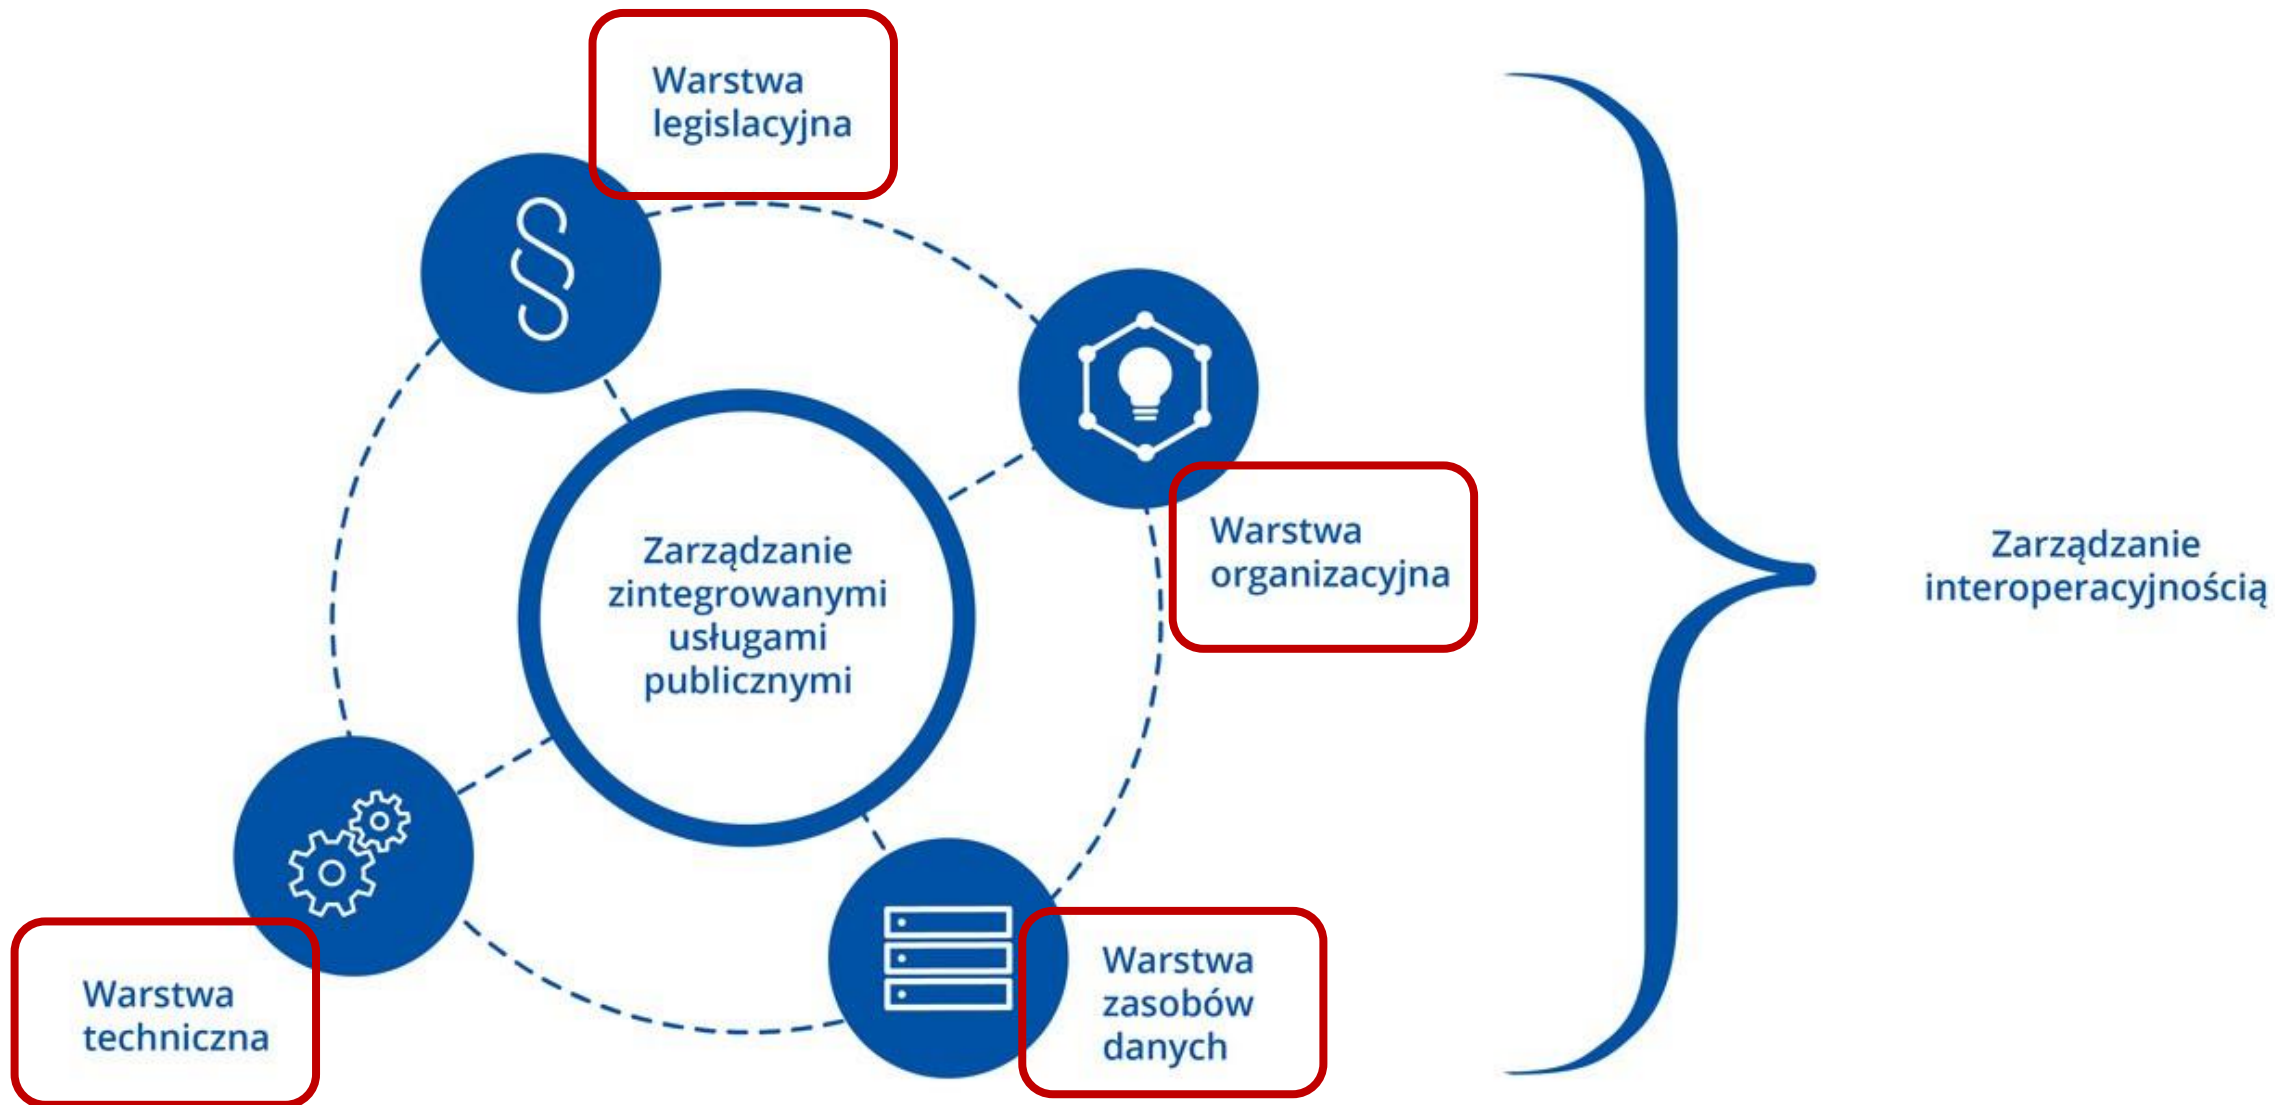 Warstwa
legislacyjna
Warstwa
organizacyjna
Zarządzanie
zintegrowanymi
usługami
publicznymi
Zarządzanie
interoperacyjnością
Warstwa
techniczna
Warstwa
zasobów
danych